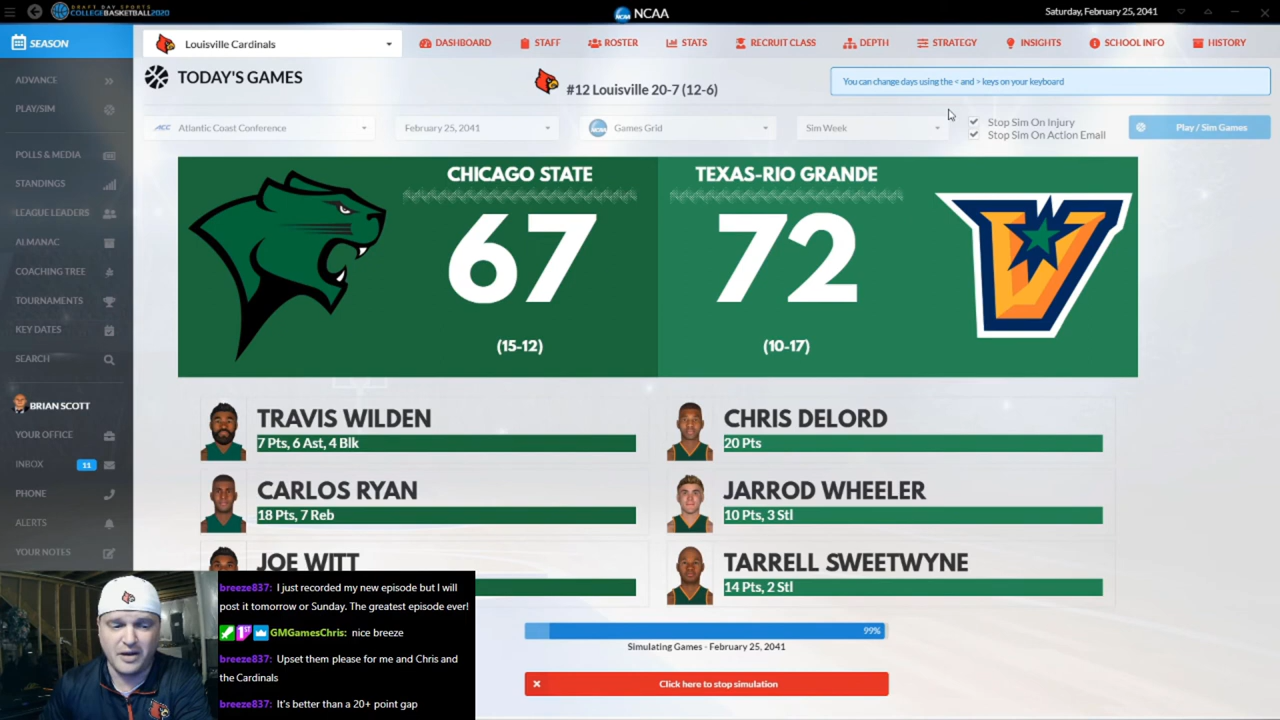 DRAFT DAY SPORTS
COLLEGE BASKETBALL 2020
NCAA
Saturday, February 25, 2041
SEASON
Louisville Cardinals
DASHBOARD
STAFF
ROSTER
STATS
RECRUIT CLASS
DEPTH
STRATEGY
INSIGHTS
SCHOOL INFO
HISTORY
ADVANCE
PLAY/SIM
POLLS & MEDIA
STANDINGS
LEAGUE LEADERS
ALMANAC
COACHING TREE
TOURNAMENTS
KEY DATES
SEARCH
BRIAN SCOTT
YOUR OFFICE
INBOX 11
PHONE
ALERTS
YOUR NOTES
TODAY'S GAMES
#12 Louisville 20-7 (12-6)
You can change days using the < and > keys on your keyboard
ACC Atlantic Coast Conference
February 25, 2041
NCAA Games Grid
Sim Week
Stop Sim On Injury
Stop Sim On Action Email
Play / Sim Games
CHICAGO STATE
67
(15-12)
TEXAS-RIO GRANDE
72
(10-17)
V
TRAVIS WILDEN
7 Pts, 6 Ast, 4 Blk
CHRIS DELORD
20 Pts
CARLOS RYAN
18 Pts, 7 Reb
JARROD WHEELER
10 Pts, 3 Stl
JOE WITT
TARRELL SWEETWYNE
14 Pts, 2 Stl
99%
Simulating Games - February 25, 2041
Click here to stop simulation
breeze837: I just recorded my new episode but I will
post it tomorrow or Sunday. The greatest episode ever!
1ST GMGamesChris: nice breeze
breeze837: Upset them please for me and Chris and
the Cardinals
breeze837: It's better than a 20+ point gap